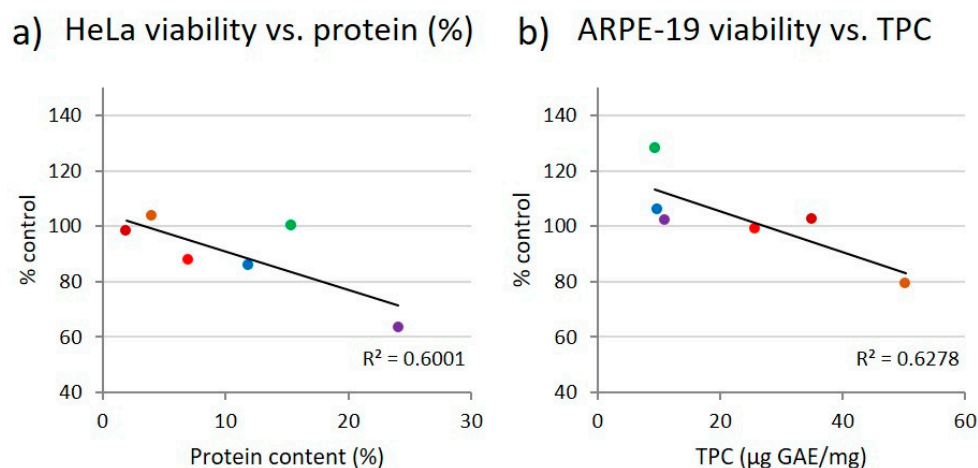 a) HeLa viability vs. protein (%)
140
120
100
80
60
40
% control
R² = 0.6001
0 10 20 30
Protein content (%)
b) ARPE-19 viability vs. TPC
140
120
100
80
60
40
% control
R² = 0.6278
0 20 40 60
TPC (µg GAE/mg)